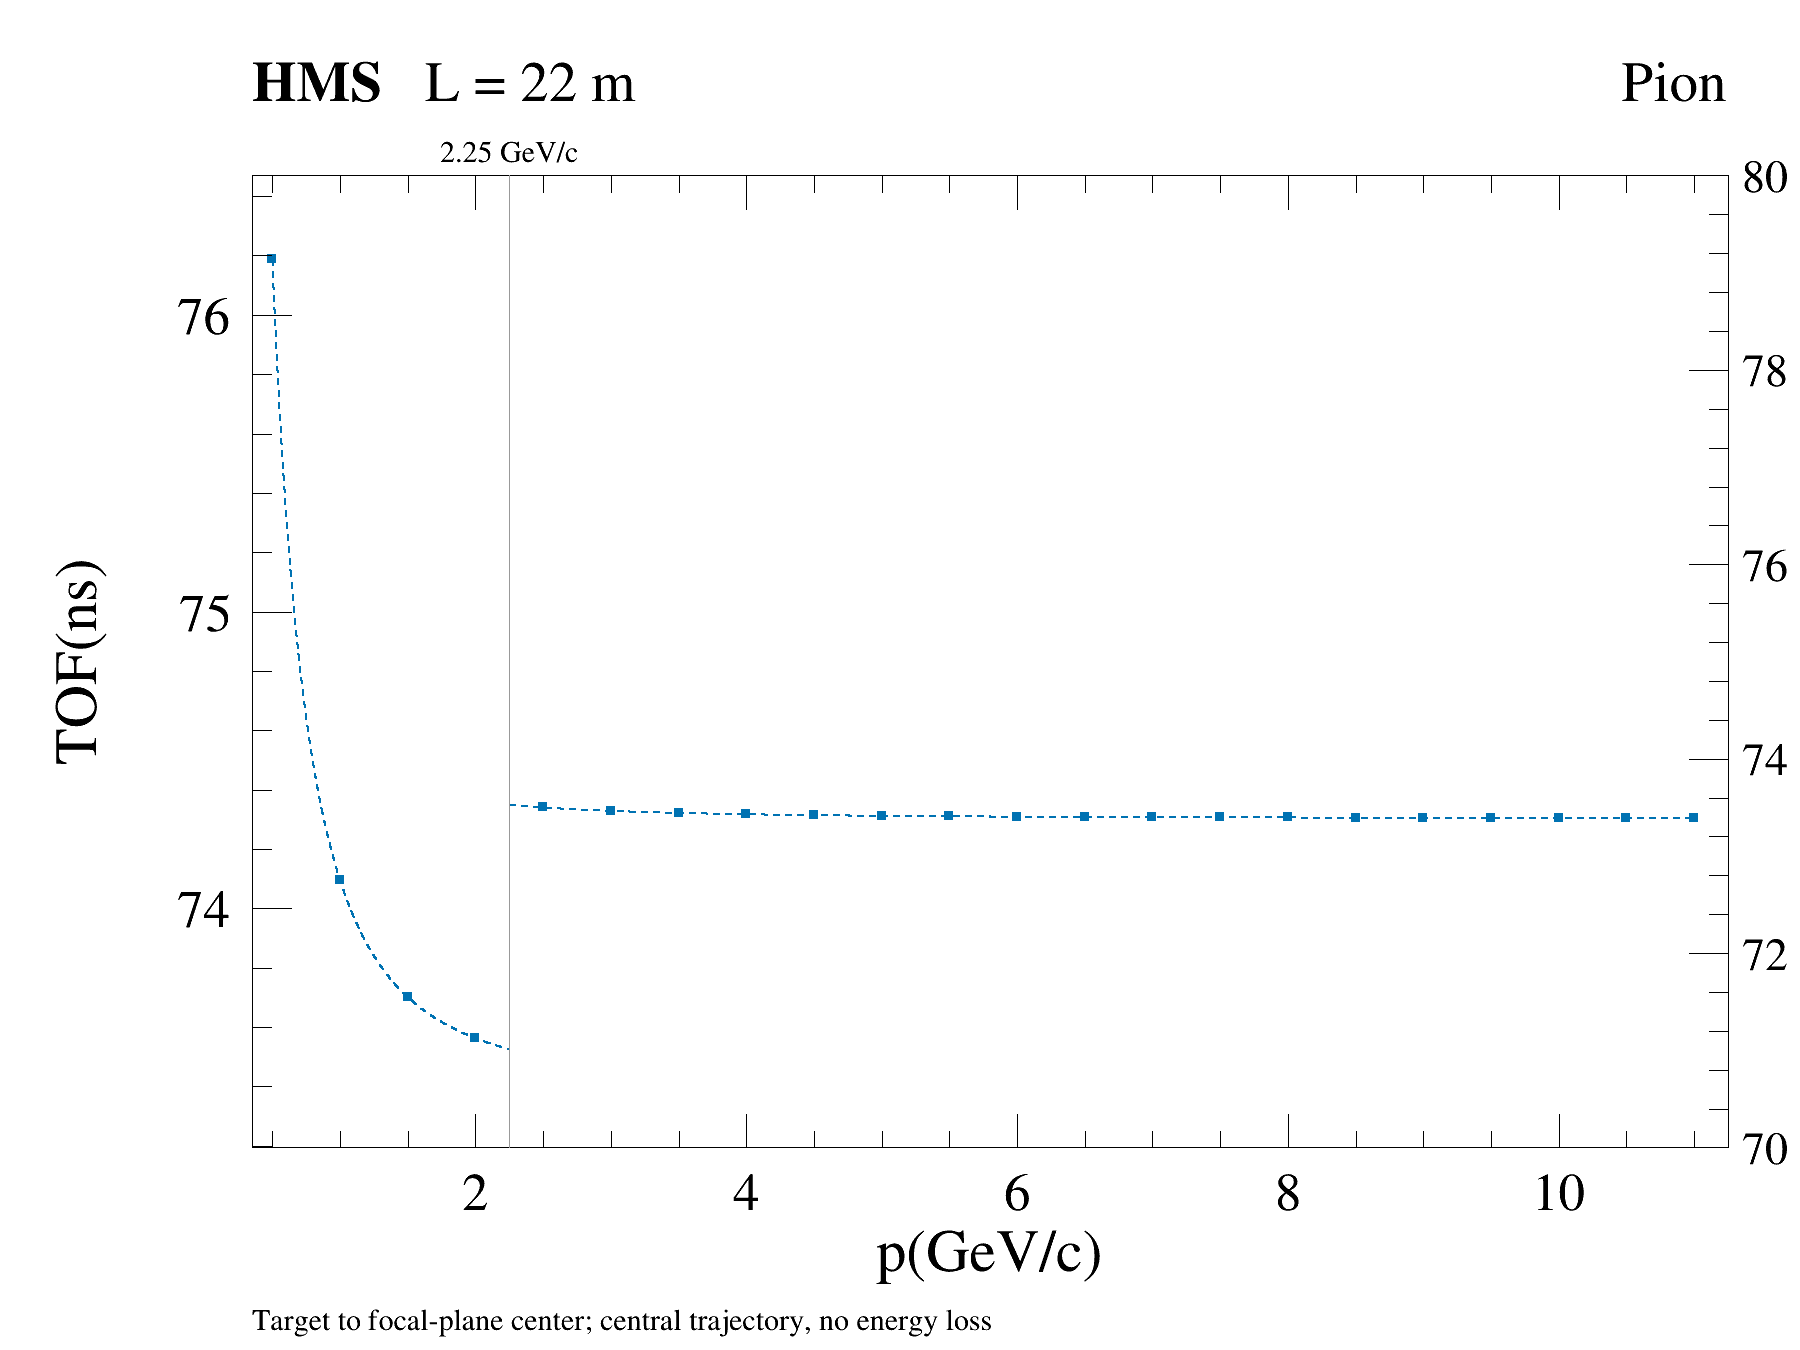 HMS L = 22 m
Pion
2.25 GeV/c
80
78
76
74
72
70
76
75
74
TOF(ns)
2 4 6 8 10
p(GeV/c)
Target to focal-plane center; central trajectory, no energy loss